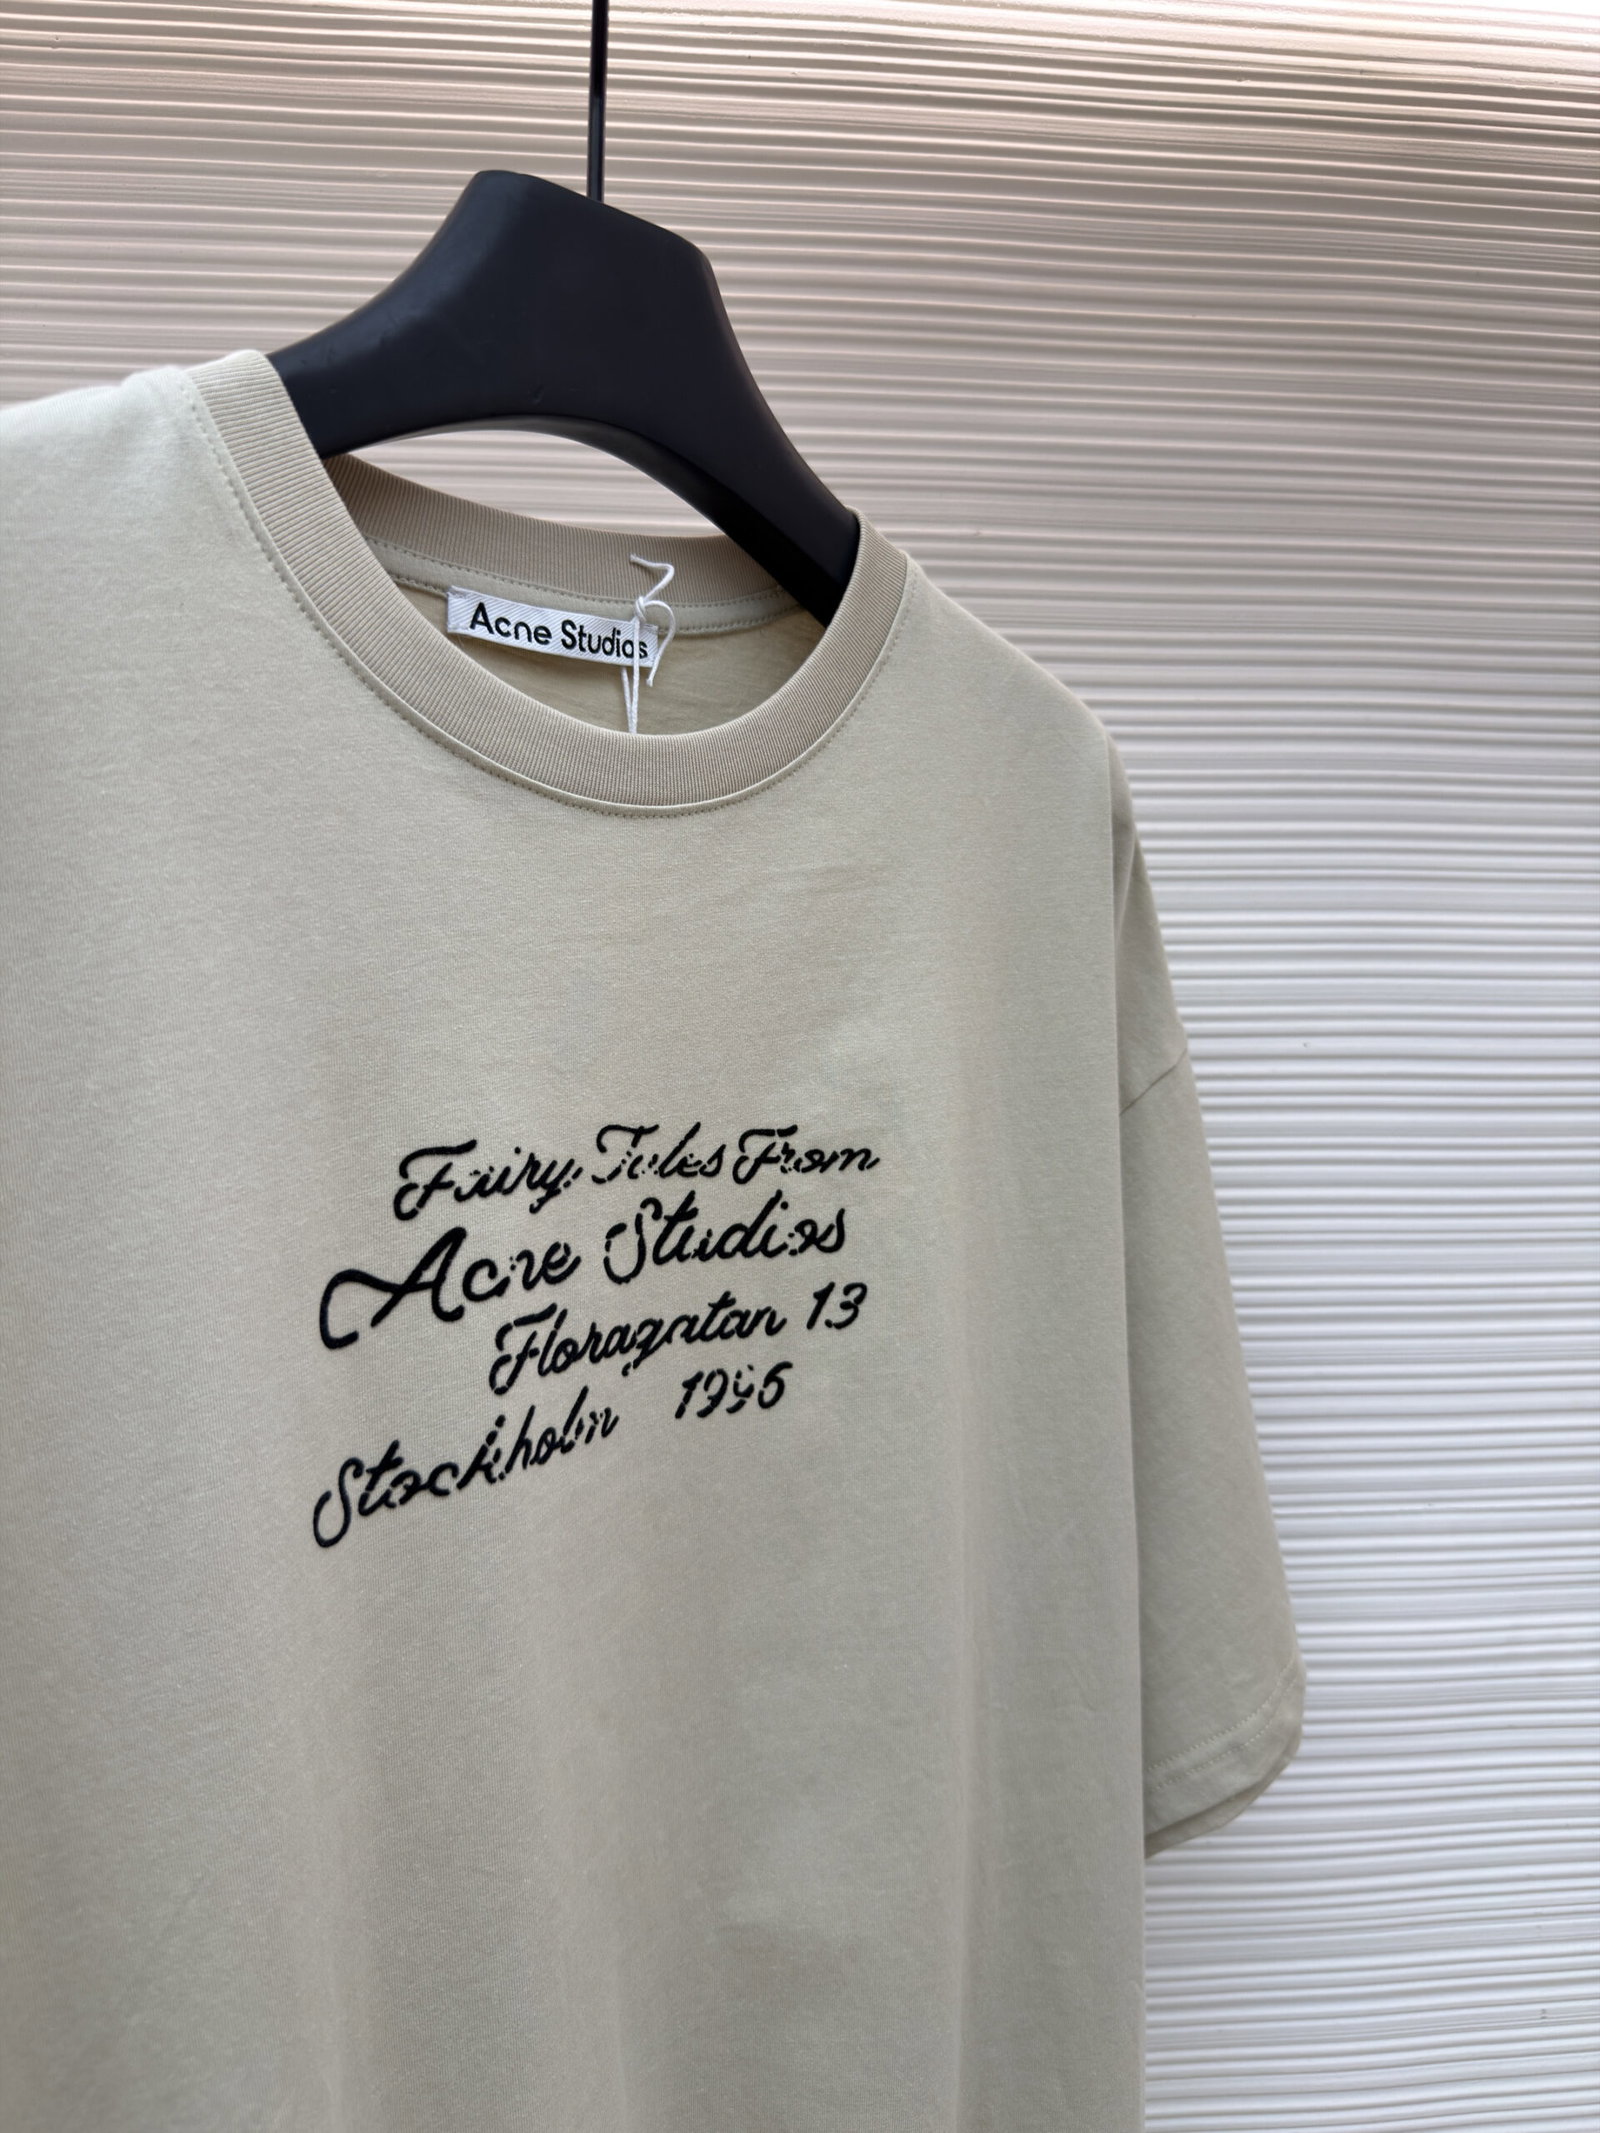 Acne Studios
Fairy Tales From
Acne Studios
Floragatan 13
Stockholm 1996